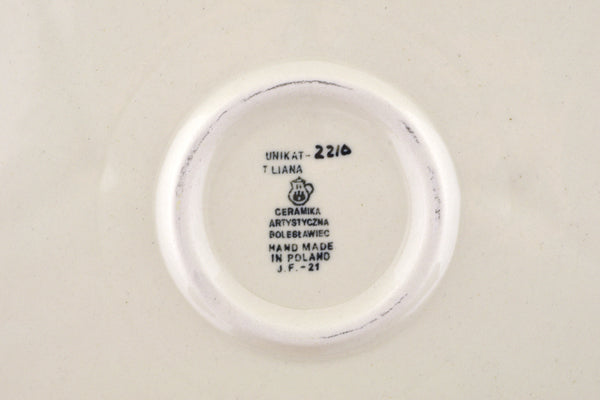 UNIKAT-2210
T LIANA
CERAMIKA
ARTYSTYCZNA
BOLESŁAWIEC
HAND MADE
IN POLAND
J.F.-21